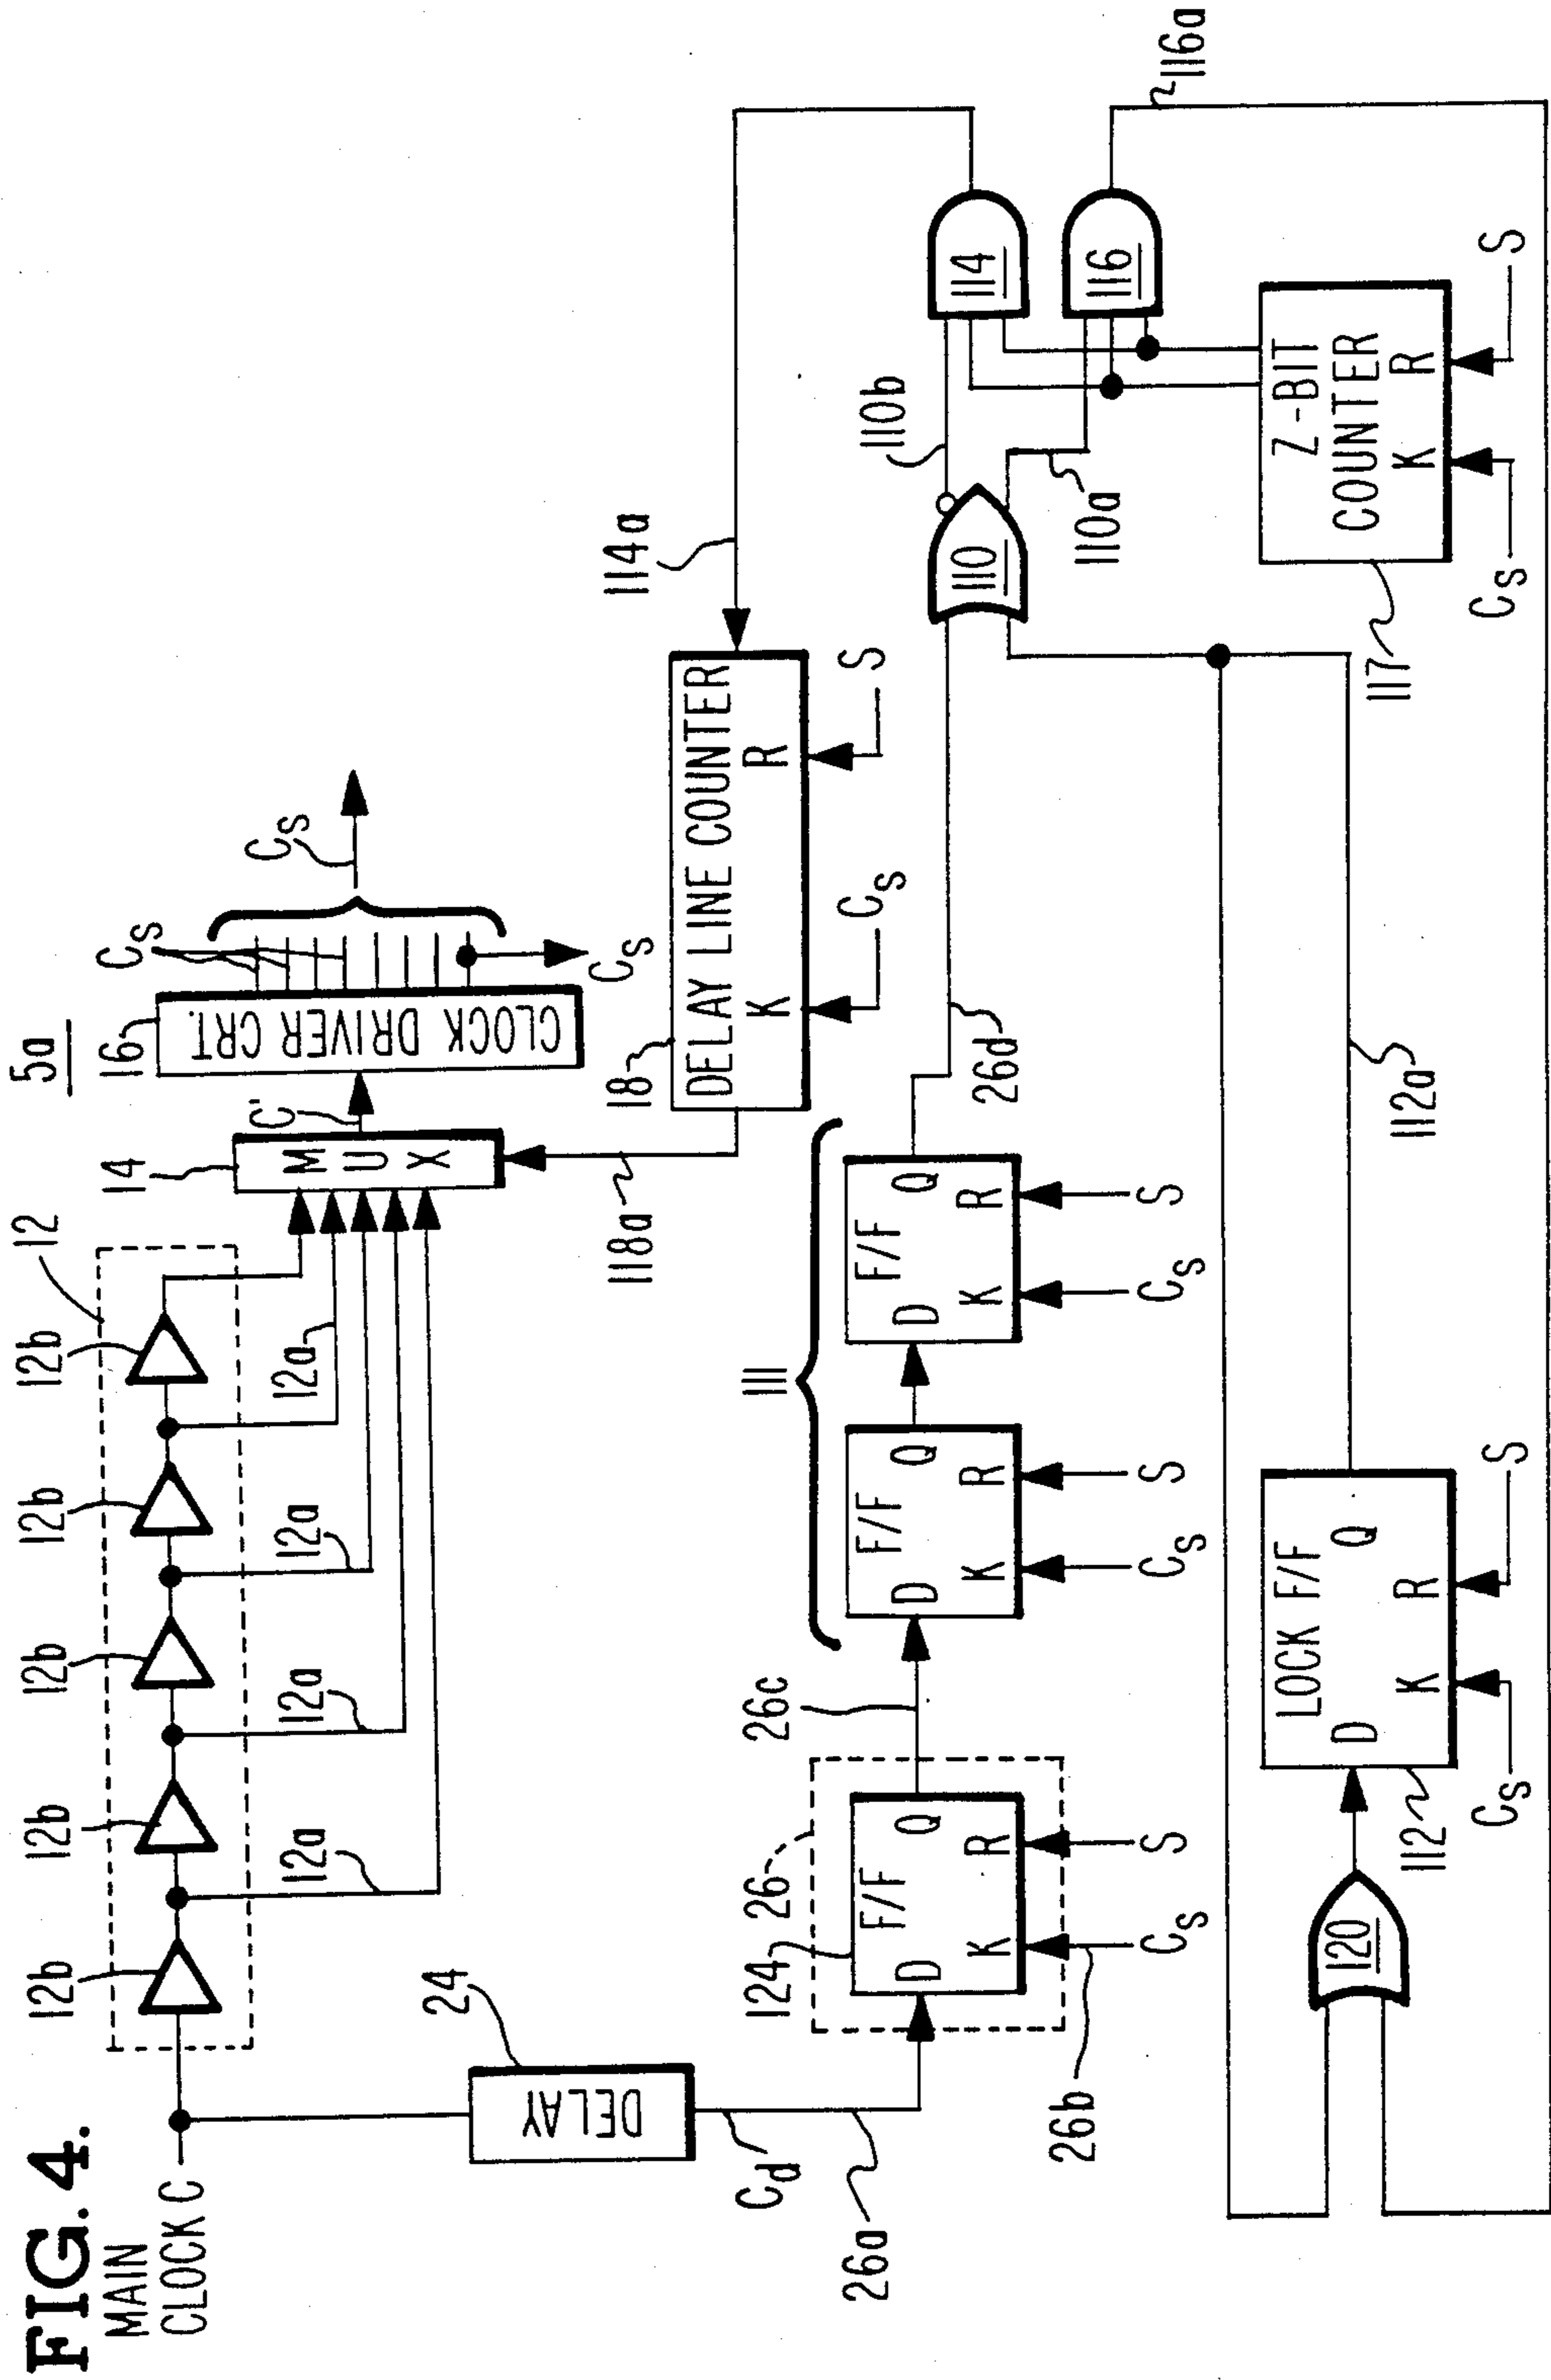 FIG. 4.
5a
MAIN
CLOCK C
12b
12b
12b
12b
12b
12
14
16
12a
12a
12a
12a
M
U
X
C'
CLOCK DRIVER CRT.
Cs
Cs
Cs
24
DELAY
Cd
26a
118a
18
DELAY LINE COUNTER
K
R
Cs
S
114a
26
124
F/F
D
Q
K
R
26b
Cs
S
26c
111
F/F
D
Q
K
R
Cs
S
F/F
D
Q
K
R
Cs
S
26d
110
110b
110a
114
116
116a
120
112
LOCK F/F
D
Q
K
R
Cs
S
112a
117
Z-BIT
COUNTER
K
R
Cs
S